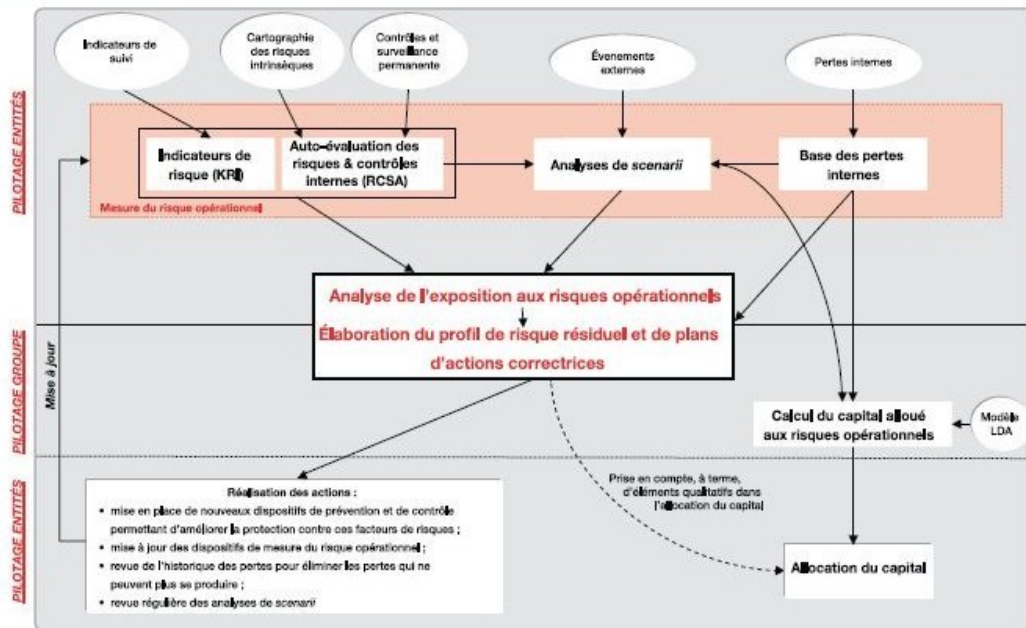 Indicateurs de
suivi
Cartographie
des risques
intrinsèques
Contrôles et
surveillance
permanente
Évenements
externes
Pertes internes
PILOTAGE ENTITÉS
Indicateurs de
risque (KRI)
Auto-évaluation des
risques & contrôles
internes (RCSA)
Analyses de scenarii
Base des pertes
internes
Mesure du risque opérationnel
Analyse de l'exposition aux risques opérationnels
Élaboration du profil de risque résiduel et de plans
d'actions correctrices
PILOTAGE GROUPE
Mise à jour
Calcul du capital alloué
aux risques opérationnels
Modèle
LDA
PILOTAGE ENTITÉS
Réalisation des actions :
• mise en place de nouveaux dispositifs de prévention et de contrôle
permettant d'améliorer la protection contre ces facteurs de risques ;
• mise à jour des dispositifs de mesure du risque opérationnel ;
• revue de l'historique des pertes pour éliminer les pertes qui ne
peuvent plus se produire ;
• revue régulière des analyses de scenarii
Prise en compte, à terme,
d'éléments qualitatifs dans
l'allocation du capital
Allocation du capital